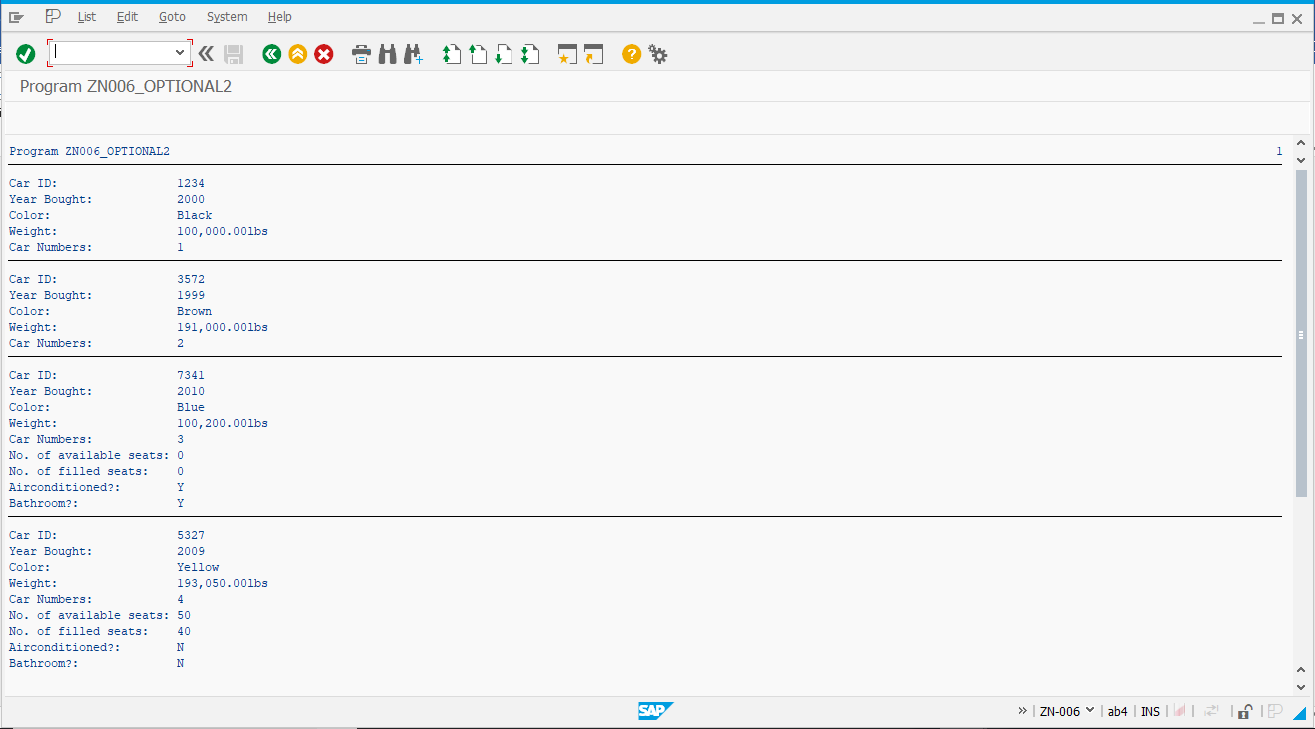 List Edit Goto System Help
Program ZN006_OPTIONAL2
Program ZN006_OPTIONAL2 1
Car ID: 1234
Year Bought: 2000
Color: Black
Weight: 100,000.00lbs
Car Numbers: 1
Car ID: 3572
Year Bought: 1999
Color: Brown
Weight: 191,000.00lbs
Car Numbers: 2
Car ID: 7341
Year Bought: 2010
Color: Blue
Weight: 100,200.00lbs
Car Numbers: 3
No. of available seats: 0
No. of filled seats: 0
Airconditioned?: Y
Bathroom?: Y
Car ID: 5327
Year Bought: 2009
Color: Yellow
Weight: 193,050.00lbs
Car Numbers: 4
No. of available seats: 50
No. of filled seats: 40
Airconditioned?: N
Bathroom?: N
SAP » ZN-006 ab4 INS